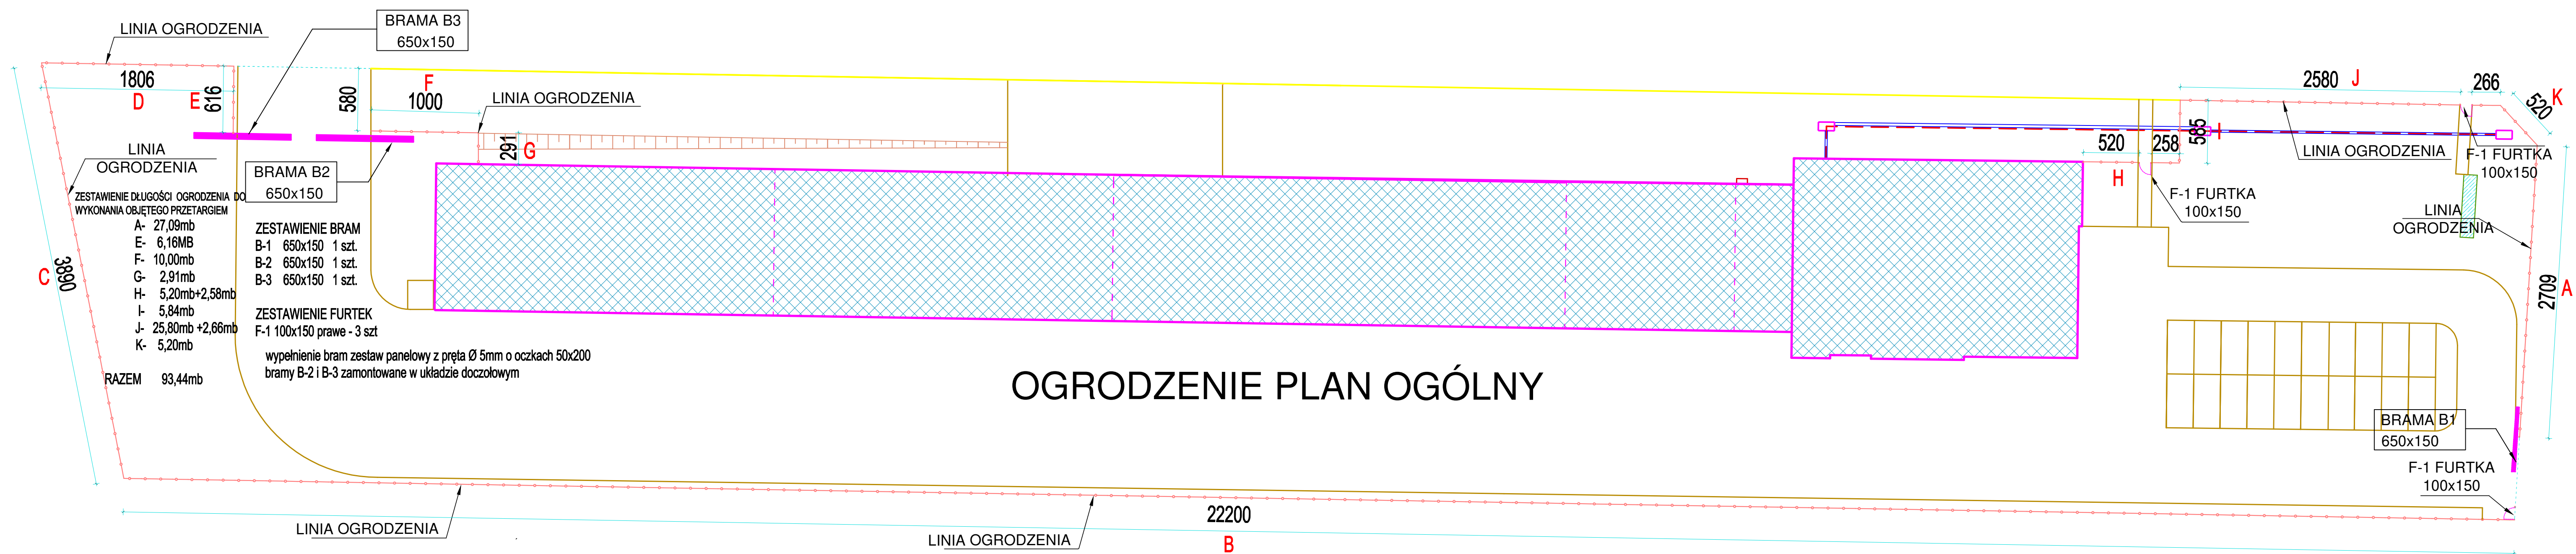 BRAMA B3
650x150
LINIA OGRODZENIA
1806
D
E
616
580
F
1000
LINIA OGRODZENIA
291
G
2580
J
266
K
520
585
I
520
258
H
LINIA OGRODZENIA
F-1 FURTKA
100x150
F-1 FURTKA
100x150
LINIA
OGRODZENIA
2709
A
LINIA
OGRODZENIA
BRAMA B2
650x150
C
3890
ZESTAWIENIE DŁUGOŚCI OGRODZENIA DO
WYKONANIA OBJĘTEGO PRZETARGIEM
A- 27,09mb
E- 6,16MB
F- 10,00mb
G- 2,91mb
H- 5,20mb+2,58mb
I- 5,84mb
J- 25,80mb +2,66mb
K- 5,20mb
RAZEM 93,44mb
ZESTAWIENIE BRAM
B-1 650x150 1 szt.
B-2 650x150 1 szt.
B-3 650x150 1 szt.
ZESTAWIENIE FURTEK
F-1 100x150 prawe - 3 szt
wypełnienie bram zestaw panelowy z pręta Ø 5mm o oczkach 50x200
bramy B-2 i B-3 zamontowane w układzie doczołowym
OGRODZENIE PLAN OGÓLNY
BRAMA B1
650x150
F-1 FURTKA
100x150
LINIA OGRODZENIA
LINIA OGRODZENIA
22200
B